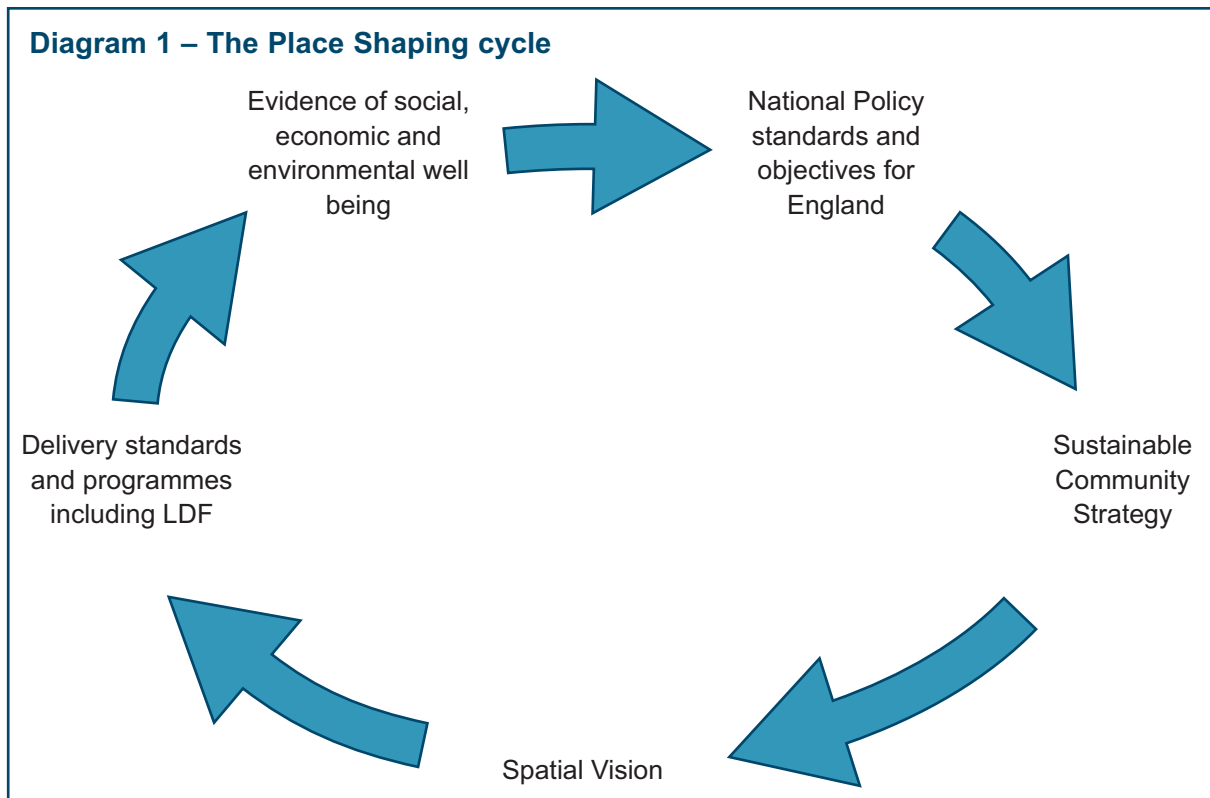 Diagram 1 – The Place Shaping cycle
Evidence of social,
economic and
environmental well
being
National Policy
standards and
objectives for
England
Sustainable
Community
Strategy
Spatial Vision
Delivery standards
and programmes
including LDF